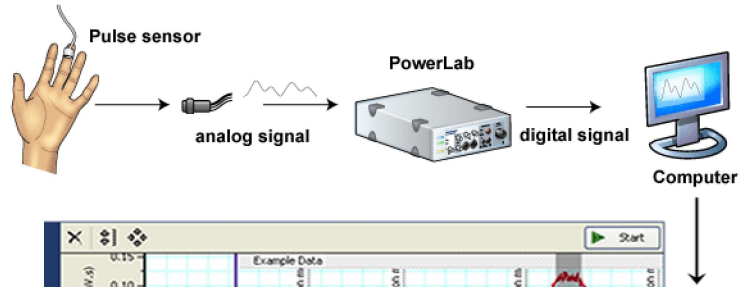 Pulse sensor
PowerLab
analog signal
digital signal
Computer
Start
Example Data
0.15
0.10